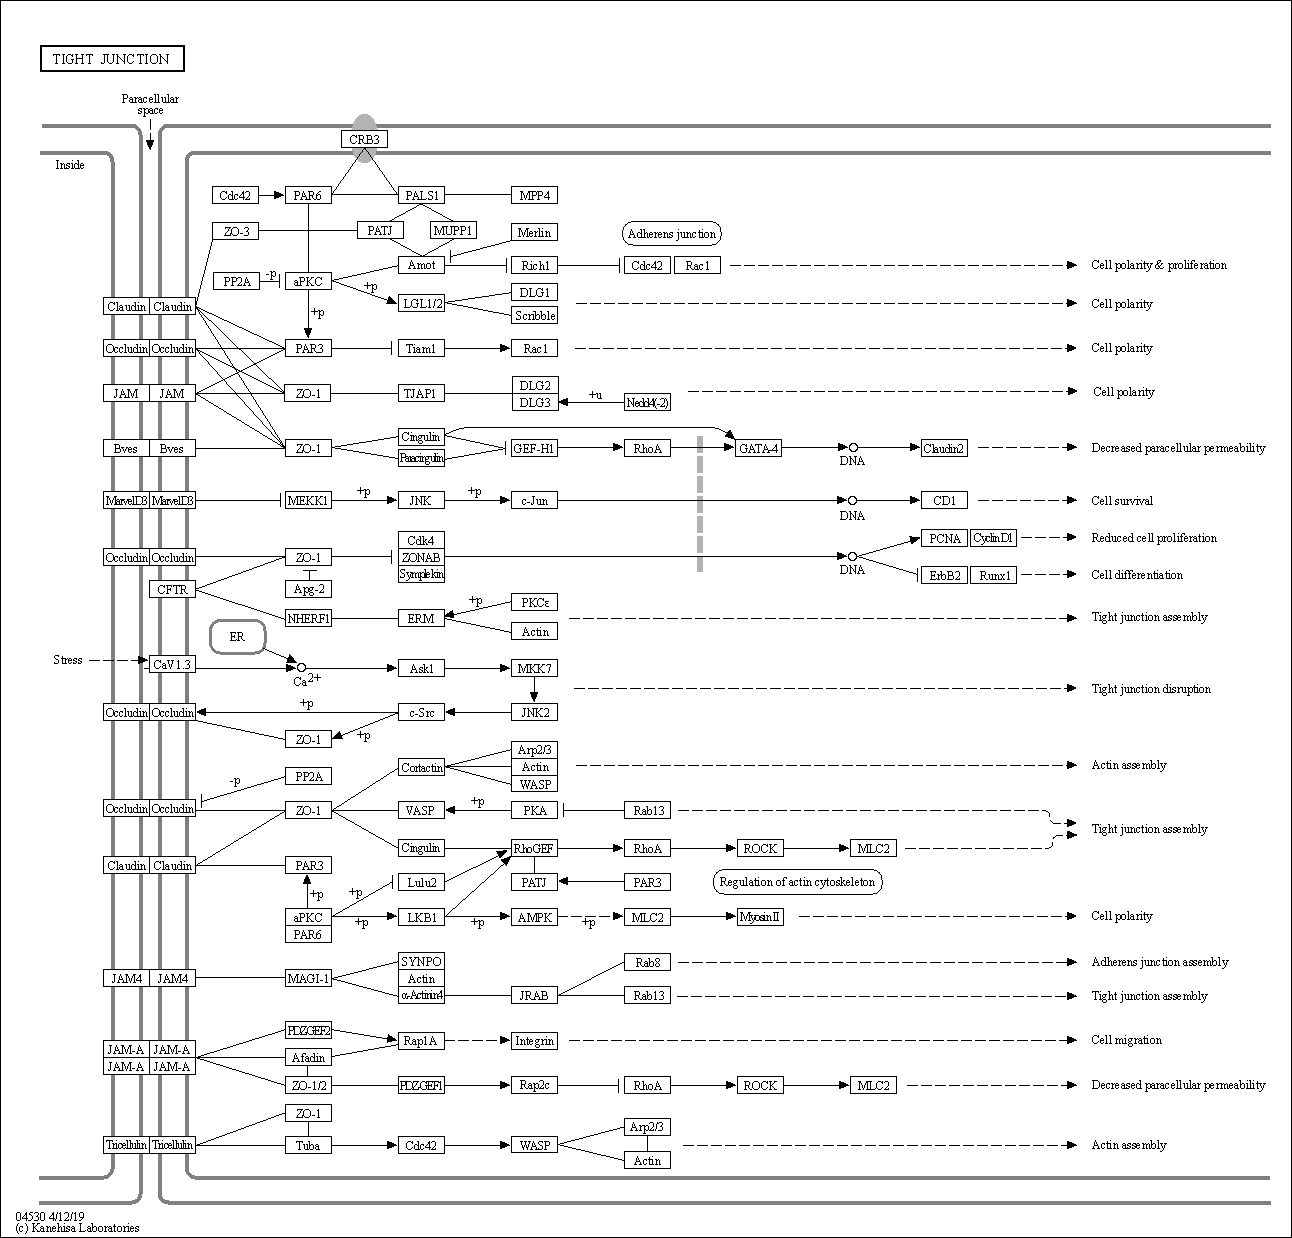 TIGHT JUNCTION
Paracellular
space
CRB3
Inside
Cdc42 PAR6 PALS1 MPP4
ZO-3 PATJ MUPP1 Merlin Adherens junction
Amot Rich1 Cdc42 Rac1 Cell polarity & proliferation
PP2A -p aPKC +p
DLG1
Claudin Claudin LGL1/2 Cell polarity
+p Scribble
Occludin Occludin PAR3 Tiam1 Rac1 Cell polarity
DLG2
JAM JAM ZO-1 TJAP1 +u Cell polarity
DLG3 Nedd4(-2)
Cingulin
Bves Bves ZO-1 GEF-H1 RhoA GATA-4 Claudin2 Decreased paracellular permeability
Paracingulin DNA
MarvelD3 MarvelD3 MEKK1 +p JNK +p c-Jun CD1 Cell survival
DNA
Cdk4 PCNA CyclinD1 Reduced cell proliferation
Occludin Occludin ZO-1 ZONAB
DNA
Symplekin ErbB2 Runx1 Cell differentiation
CFTR Apg-2
+p PKCε
NHERF1 ERM Tight junction assembly
Actin
ER
Stress CaV1.3 Ask1 MKK7
Ca2+
Tight junction disruption
+p
Occludin Occludin c-Src JNK2
ZO-1 +p
Arp2/3
Cortactin Actin Actin assembly
-p PP2A WASP
Occludin Occludin ZO-1 VASP +p PKA Rab13
Tight junction assembly
Cingulin RhoGEF RhoA ROCK MLC2
Claudin Claudin PAR3
Lulu2 PATJ PAR3 Regulation of actin cytoskeleton
+p +p
aPKC +p LKB1 +p AMPK +p MLC2 MyosinII Cell polarity
PAR6
SYNPO Rab8 Adherens junction assembly
JAM4 JAM4 MAGI-1 Actin
α-Actinin4 JRAB Rab13 Tight junction assembly
PDZGEF2
JAM-A JAM-A Rap1A Integrin Cell migration
JAM-A JAM-A Afadin
ZO-1/2 PDZGEF1 Rap2c RhoA ROCK MLC2 Decreased paracellular permeability
ZO-1
Arp2/3
Tricellulin Tricellulin Tuba Cdc42 WASP Actin assembly
Actin
04530 4/12/19
(c) Kanehisa Laboratories